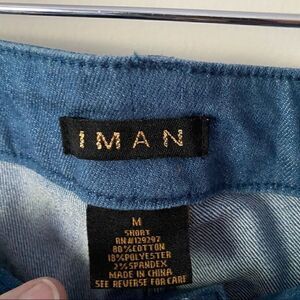 IMAN
M
SHORT
RN#129297
80%COTTON
18%POLYESTER
2%SPANDEX
MADE IN CHINA
SEE REVERSE FOR CARE